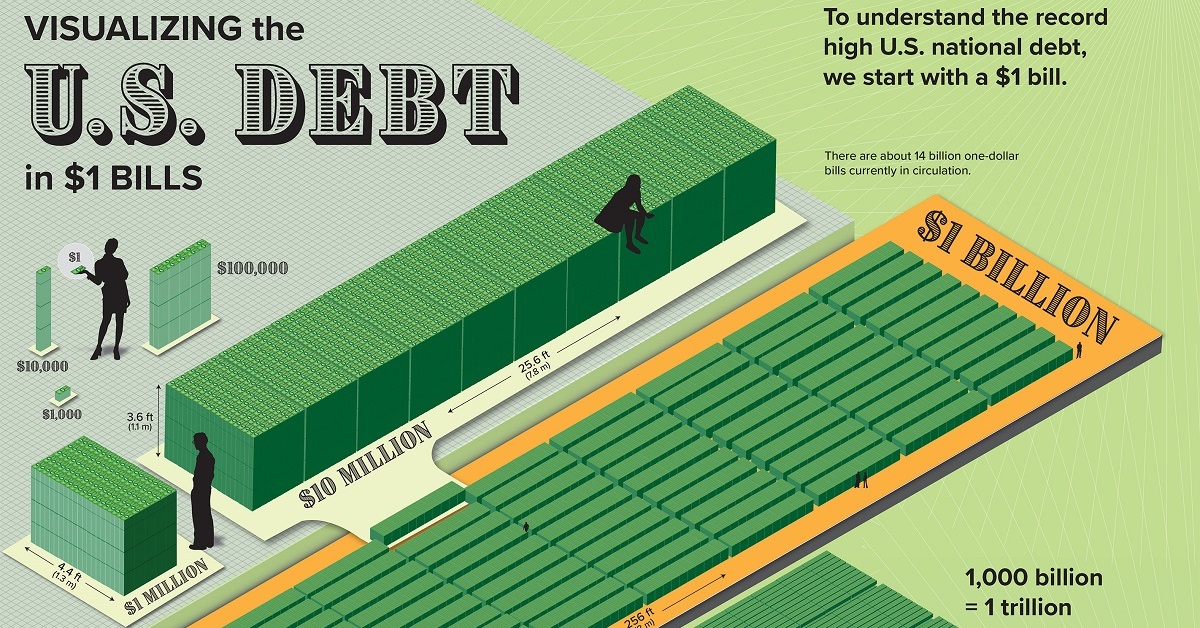 VISUALIZING the
U.S. DEBT
in $1 BILLS
To understand the record
high U.S. national debt,
we start with a $1 bill.
There are about 14 billion one-dollar
bills currently in circulation.
$1
$100,000
$10,000
$1,000
3.6 ft
(1.1 m)
25.6 ft
(7.8 m)
$10 MILLION
4.4 ft
(1.3 m)
$1 MILLION
$1 BILLION
256 ft
1,000 billion
= 1 trillion